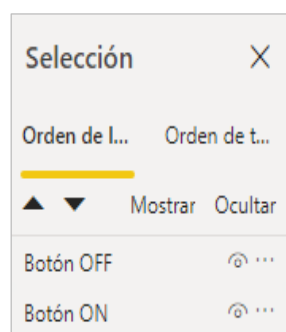 Selección
Orden de l... Orden de t...
Mostrar Ocultar
Botón OFF
Botón ON